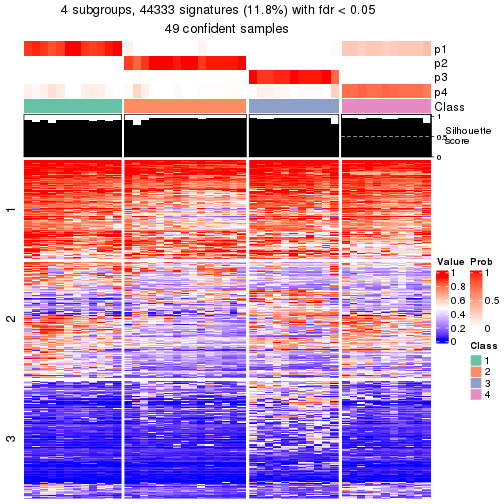 4 subgroups, 44333 signatures (11.8%) with fdr < 0.05
49 confident samples
p1
p2
p3
p4
Class
1
0.5
0
Silhouette
score
1
2
3
Value
1
0.8
0.6
0.4
0.2
0
Prob
1
0.5
0
Class
1
2
3
4